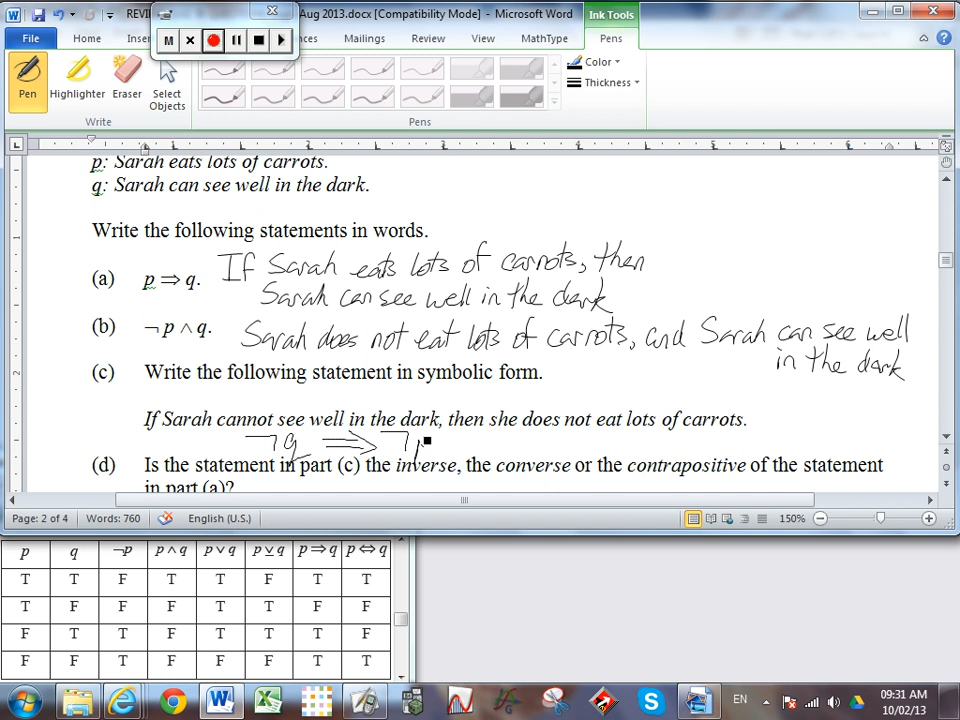 Aug 2013.docx [Compatibility Mode] - Microsoft Word
Ink Tools
File
Home
Mailings
Review
View
MathType
Pens
M
Pen
Highlighter
Eraser
Select
Objects
Color
Thickness
Write
Pens
p: Sarah eats lots of carrots.
q: Sarah can see well in the dark.
Write the following statements in words.
(a) p ⇒ q. If Sarah eats lots of carrots, then
Sarah can see well in the dark
(b) ¬ p ∧ q. Sarah does not eat lots of carrots, and Sarah can see well
in the dark
(c) Write the following statement in symbolic form.
If Sarah cannot see well in the dark, then she does not eat lots of carrots.
¬q ⇒ ¬p
(d) Is the statement in part (c) the inverse, the converse or the contrapositive of the statement
in part (a)?
Page: 2 of 4
Words: 760
English (U.S.)
150%
p q ¬p p ∧ q p ∨ q p ⊻ q p ⇒ q p ⇔ q
T T F T T F T T
T F F F T T F F
F T T F T T T F
F F T F F F T T
EN
09:31 AM
10/02/13